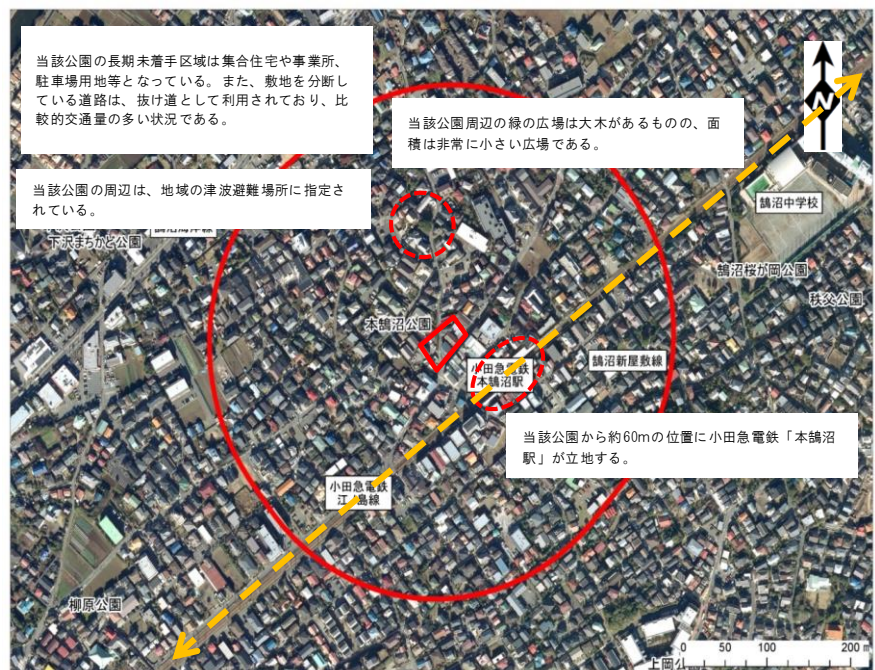 当該公園の長期未着手区域は集合住宅や事業所、
駐車場用地等となっている。また、敷地を分断し
ている道路は、抜け道として利用されており、比
較的交通量の多い状況である。
N
当該公園周辺の緑の広場は大木があるものの、面
積は非常に小さい広場である。
当該公園の周辺は、地域の津波避難場所に指定さ
れている。
鵠沼中学校
鵠沼海岸線
下沢まちかど公園
鵠沼桜が岡公園
秩父公園
本鵠沼公園
小田急電鉄
本鵠沼駅
鵠沼新屋敷線
当該公園から約60mの位置に小田急電鉄「本鵠沼
駅」が立地する。
小田急電鉄
江ノ島線
柳原公園
上岡公
0 50 100 200 m